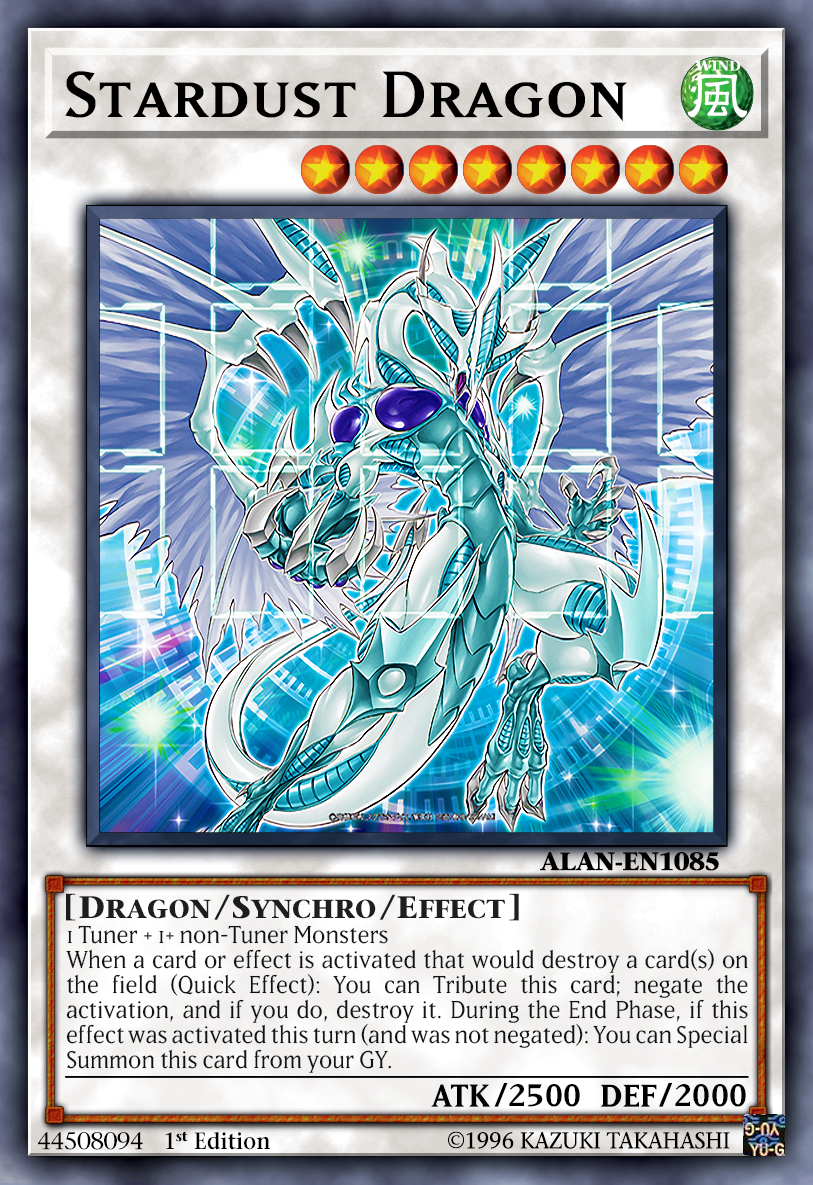 Stardust Dragon
WIND
風
ALAN-EN1085
[Dragon/Synchro/Effect]
1 Tuner + 1+ non-Tuner Monsters
When a card or effect is activated that would destroy a card(s) on
the field (Quick Effect): You can Tribute this card; negate the
activation, and if you do, destroy it. During the End Phase, if this
effect was activated this turn (and was not negated): You can Special
Summon this card from your GY.
ATK/2500 DEF/2000
44508094 1st Edition
©1996 KAZUKI TAKAHASHI